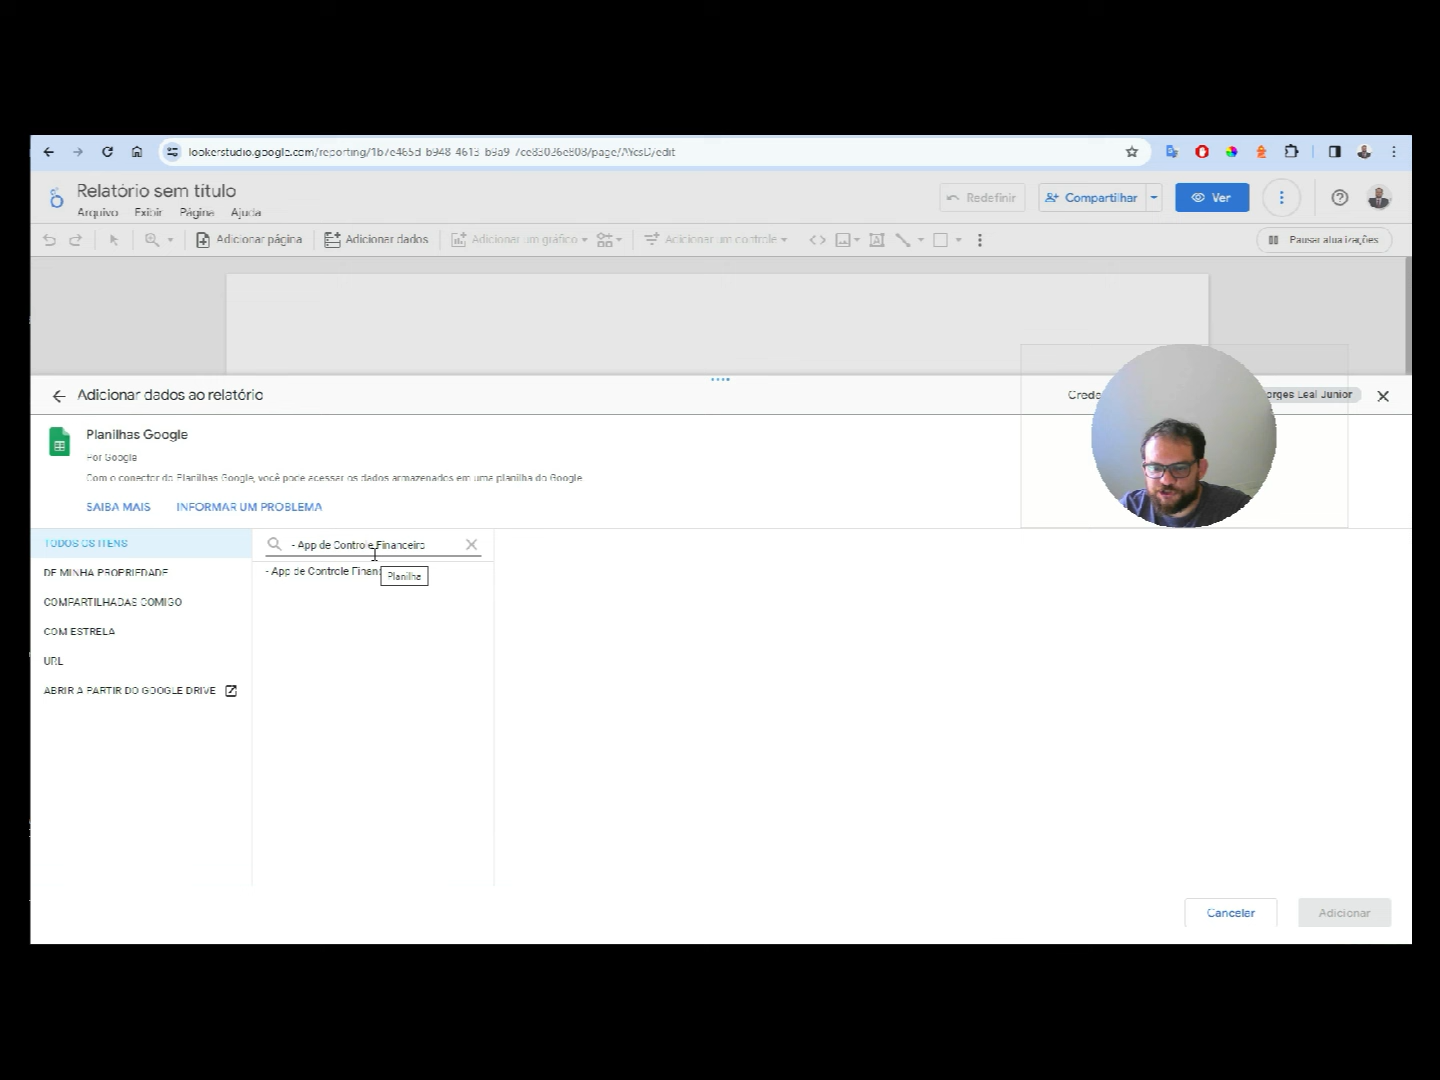 lookerstudio.google.com/reporting/1b7e465d-b948-4613-b9a9-7ce83026e808/page/AYcsD/edit
Relatório sem título
Arquivo Exibir Página Ajuda
Redefinir
Compartilhar
Ver
Adicionar página
Adicionar dados
Adicionar um gráfico
Adicionar um controle
Pausar atualizações
Adicionar dados ao relatório
orges Leal Junior
Planilhas Google
Por Google
Com o conector do Planilhas Google, você pode acessar os dados armazenados em uma planilha do Google.
SAIBA MAIS INFORMAR UM PROBLEMA
TODOS OS ITENS
DE MINHA PROPRIEDADE
COMPARTILHADAS COMIGO
COM ESTRELA
URL
ABRIR A PARTIR DO GOOGLE DRIVE
- App de Controle Financeiro
- App de Controle Finan
Planilha
Cancelar
Adicionar